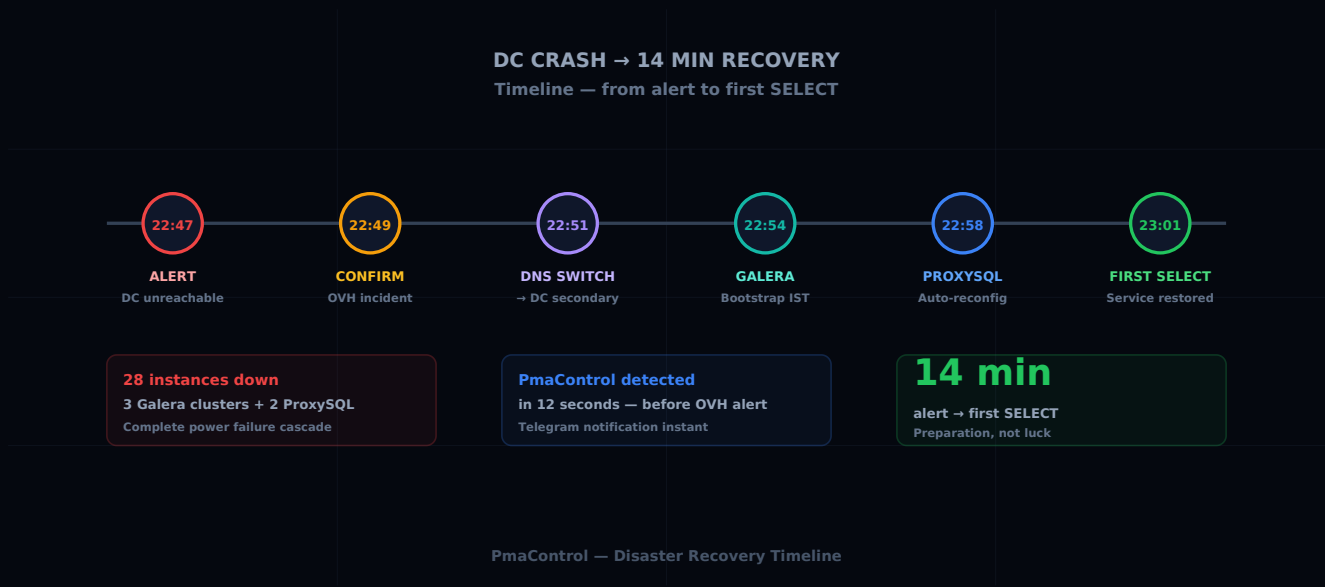 DC CRASH → 14 MIN RECOVERY
Timeline — from alert to first SELECT
22:47
22:49
22:51
22:54
22:58
23:01
ALERT
CONFIRM
DNS SWITCH
GALERA
PROXYSQL
FIRST SELECT
DC unreachable
OVH incident
→ DC secondary
Bootstrap IST
Auto-reconfig
Service restored
28 instances down
3 Galera clusters + 2 ProxySQL
Complete power failure cascade
PmaControl detected
in 12 seconds — before OVH alert
Telegram notification instant
14 min
alert → first SELECT
Preparation, not luck
PmaControl — Disaster Recovery Timeline